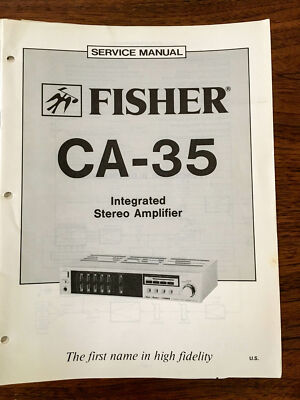 SERVICE MANUAL
FISHER®
CA-35
Integrated
Stereo Amplifier
The first name in high fidelity
U.S.